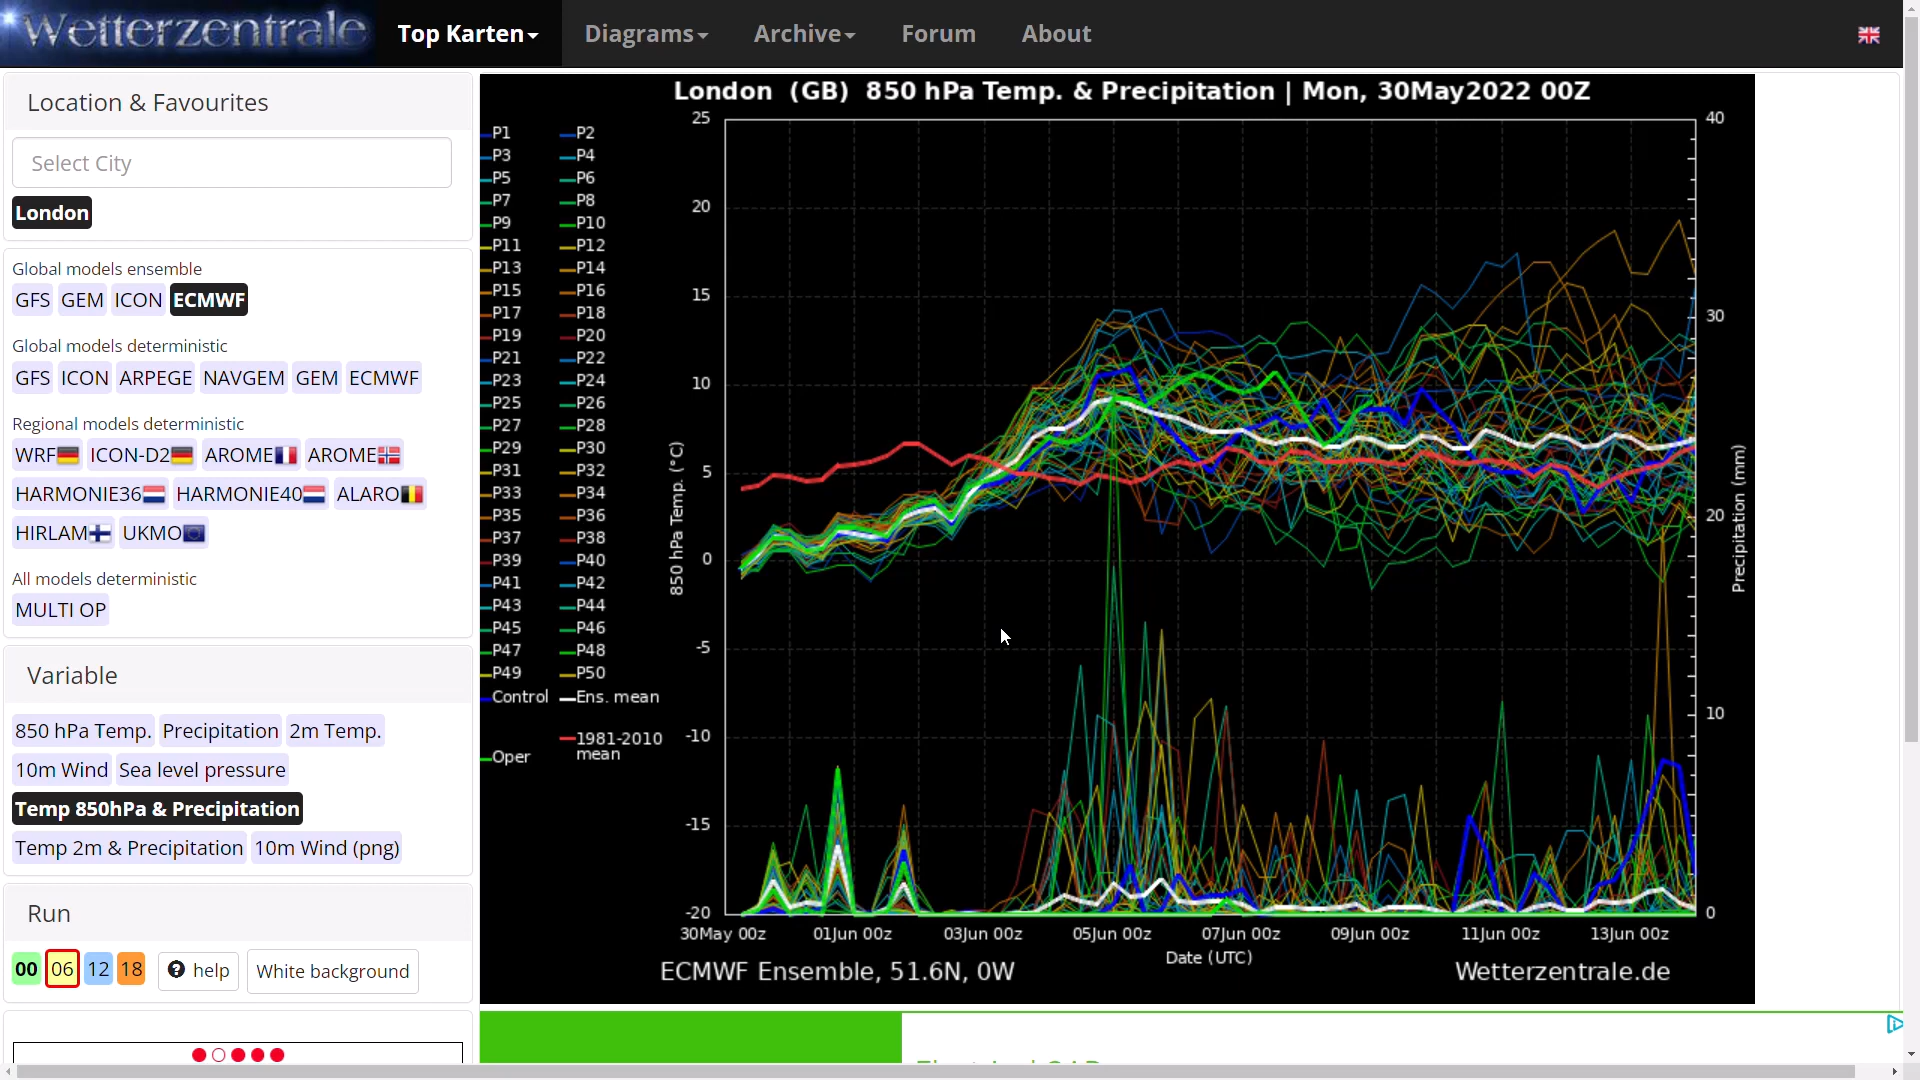 Wetterzentrale
Top Karten
Diagrams
Archive
Forum
About
Location & Favourites
Select City
London
Global models ensemble
GFS GEM ICON ECMWF
Global models deterministic
GFS ICON ARPEGE NAVGEM GEM ECMWF
Regional models deterministic
WRF ICON-D2 AROME AROME
HARMONIE36 HARMONIE40 ALARO
HIRLAM UKMO
All models deterministic
MULTI OP
Variable
850 hPa Temp. Precipitation 2m Temp.
10m Wind Sea level pressure
Temp 850hPa & Precipitation
Temp 2m & Precipitation 10m Wind (png)
Run
00 06 12 18 help White background
London (GB) 850 hPa Temp. & Precipitation | Mon, 30May2022 00Z
P1 P2
P3 P4
P5 P6
P7 P8
P9 P10
P11 P12
P13 P14
P15 P16
P17 P18
P19 P20
P21 P22
P23 P24
P25 P26
P27 P28
P29 P30
P31 P32
P33 P34
P35 P36
P37 P38
P39 P40
P41 P42
P43 P44
P45 P46
P47 P48
P49 P50
Control Ens. mean
1981-2010
mean
Oper
850 hPa Temp. (°C)
25
20
15
10
5
0
-5
-10
-15
-20
40
30
20
10
0
Precipitation (mm)
30May 00z 01Jun 00z 03Jun 00z 05Jun 00z 07Jun 00z 09Jun 00z 11Jun 00z 13Jun 00z
Date (UTC)
ECMWF Ensemble, 51.6N, 0W
Wetterzentrale.de